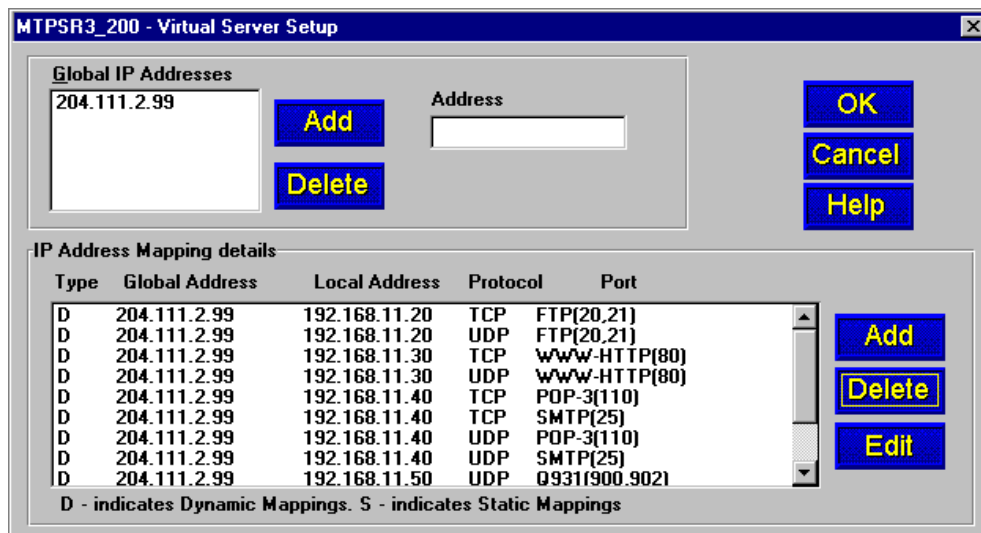 MTPSR3_200 - Virtual Server Setup
Global IP Addresses
204.111.2.99
Add
Delete
Address
OK
Cancel
Help
IP Address Mapping details
Type Global Address Local Address Protocol Port
D 204.111.2.99 192.168.11.20 TCP FTP(20,21)
D 204.111.2.99 192.168.11.20 UDP FTP(20,21)
D 204.111.2.99 192.168.11.30 TCP WWW-HTTP(80)
D 204.111.2.99 192.168.11.30 UDP WWW-HTTP(80)
D 204.111.2.99 192.168.11.40 TCP POP-3(110)
D 204.111.2.99 192.168.11.40 TCP SMTP(25)
D 204.111.2.99 192.168.11.40 UDP POP-3(110)
D 204.111.2.99 192.168.11.40 UDP SMTP(25)
D 204.111.2.99 192.168.11.50 UDP Q931(900,902)
Add
Delete
Edit
D - indicates Dynamic Mappings. S - indicates Static Mappings